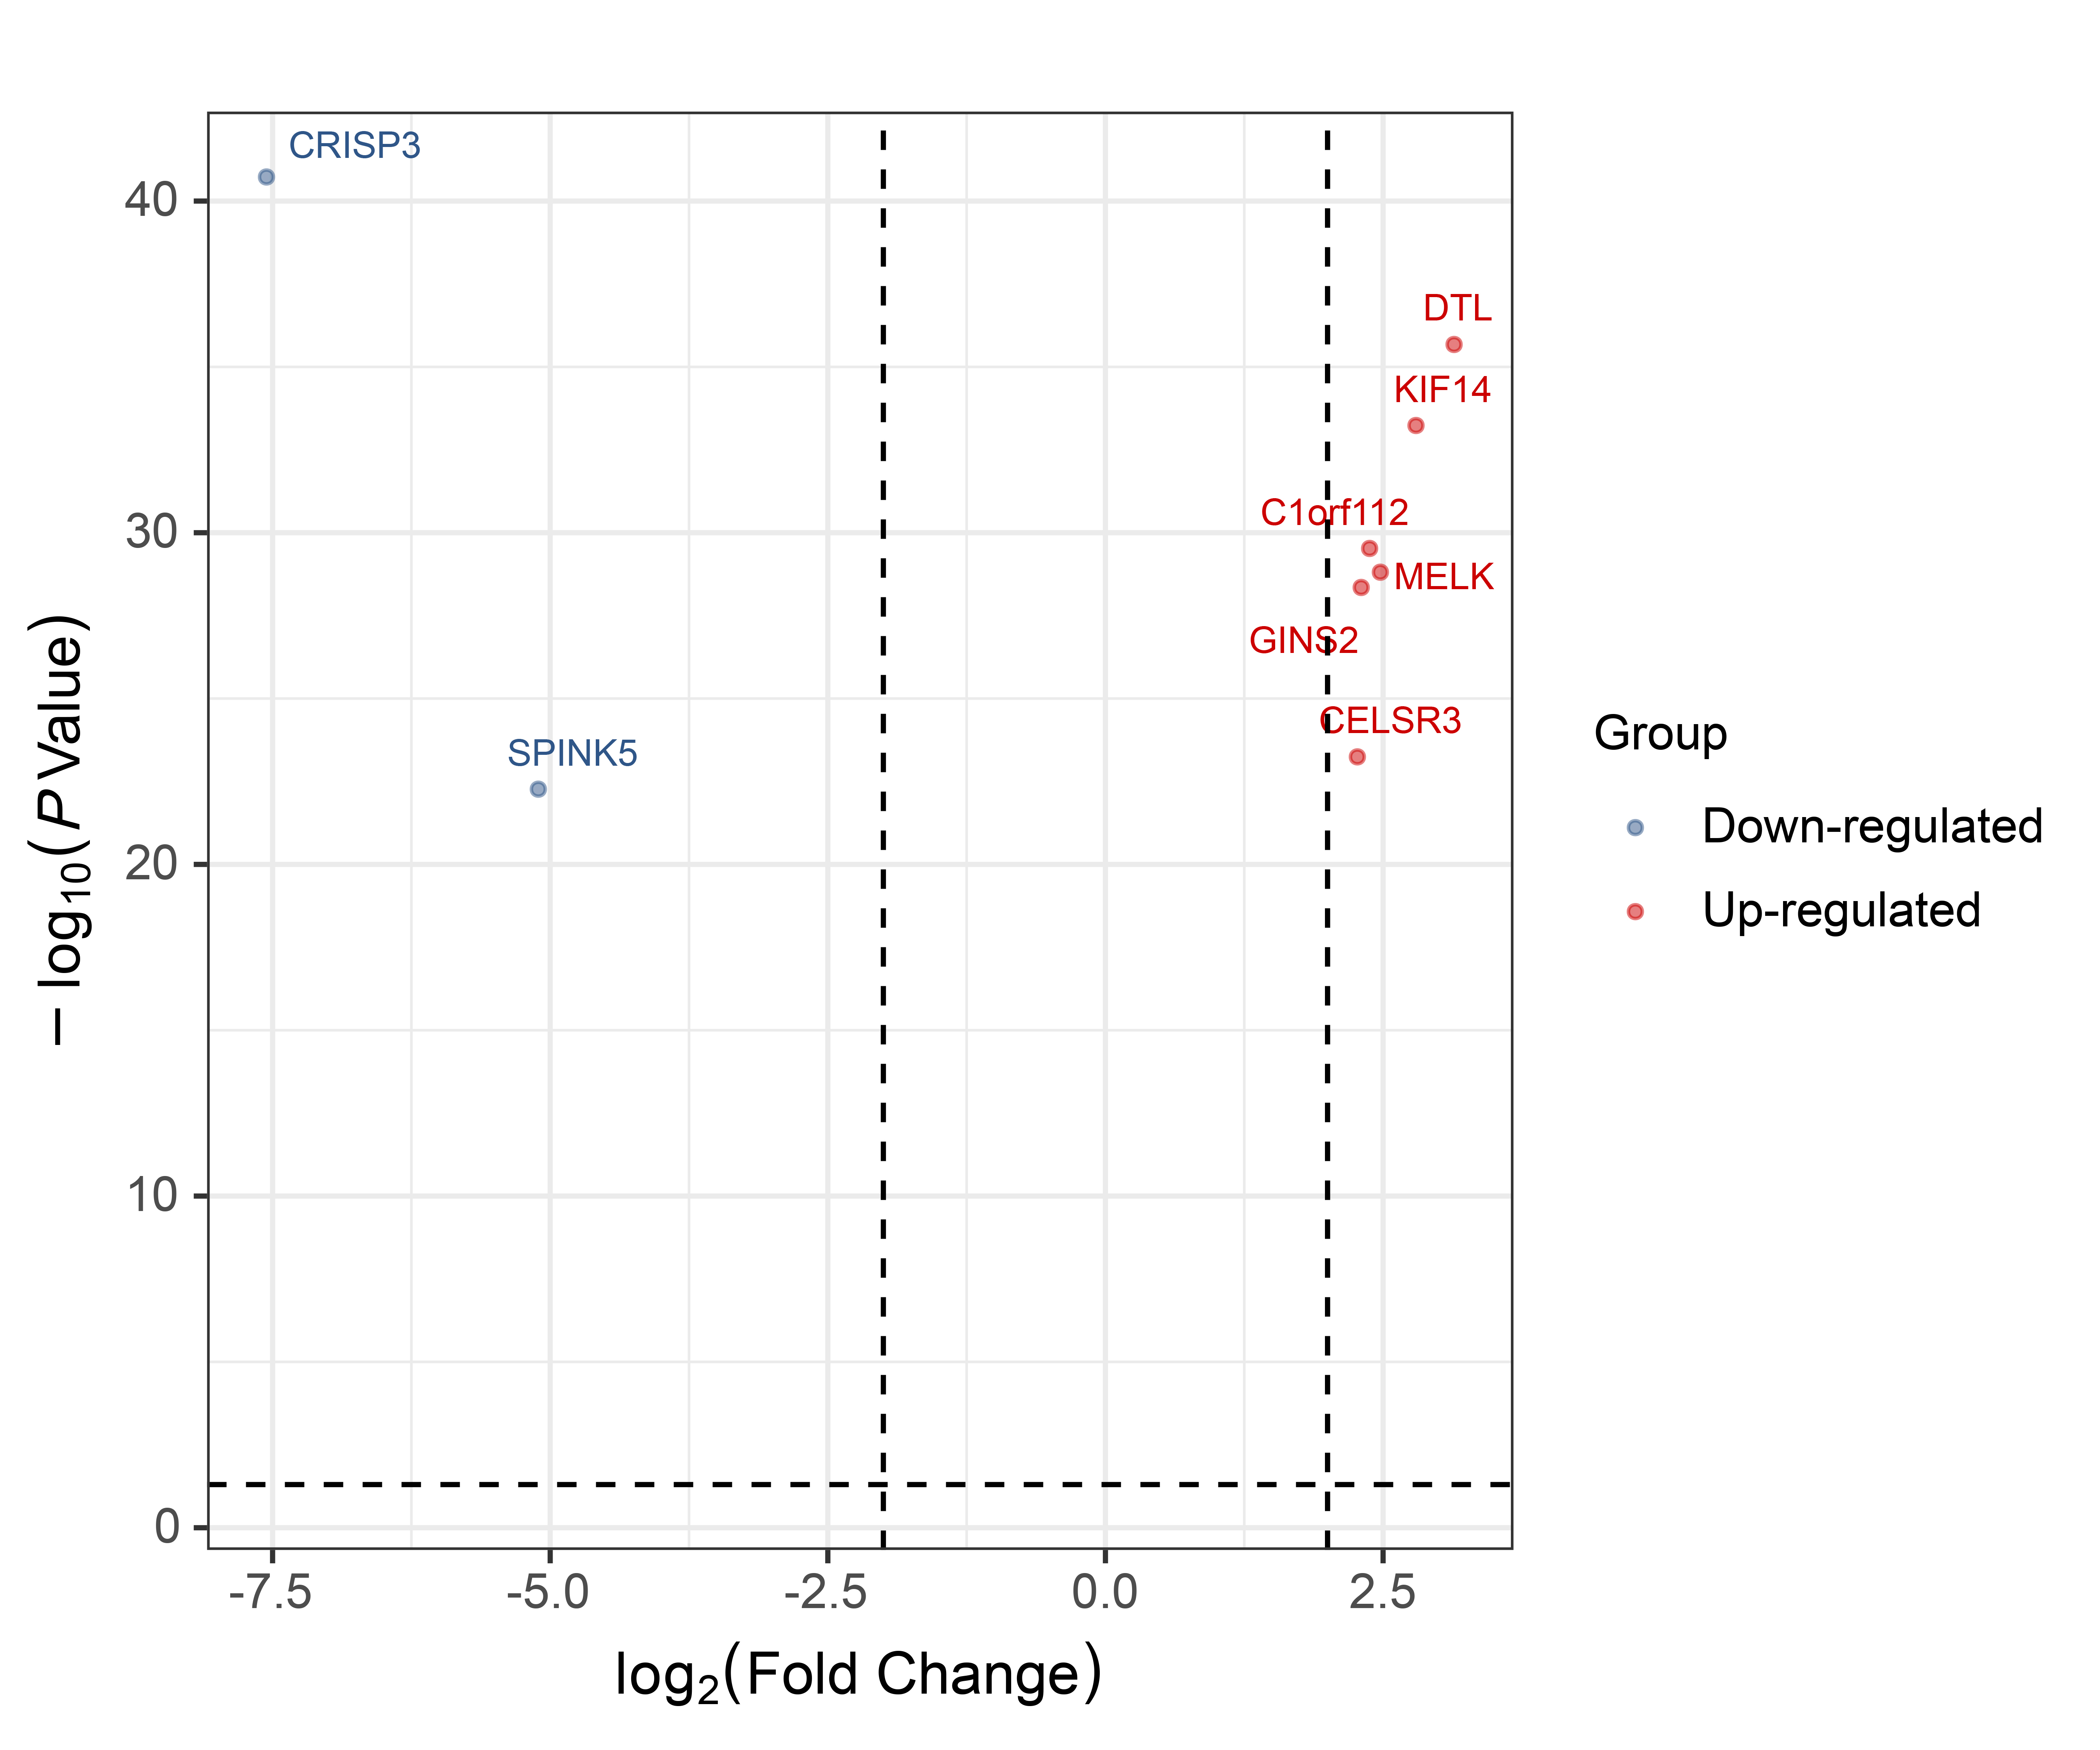 CRISP3
DTL
KIF14
C1orf112
MELK
GINS2
CELSR3
SPINK5
40
30
20
10
0
-7.5
-5.0
-2.5
0.0
2.5
− log10(P Value)
log2(Fold Change)
Group
Down-regulated
Up-regulated